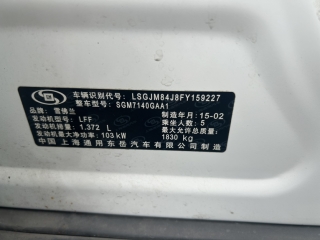 车辆识别代号: LSGJM84J8FY159227
整车型号: SGM7140GAA1
品牌: 雪佛兰 制造年月: 15-02
发动机型号: LFF 乘坐人数: 5
发动机排量: 1.372 L 最大允许总质量:
发动机最大净功率: 103 kW 1830 kg
中国 上海通用东岳汽车有限公司